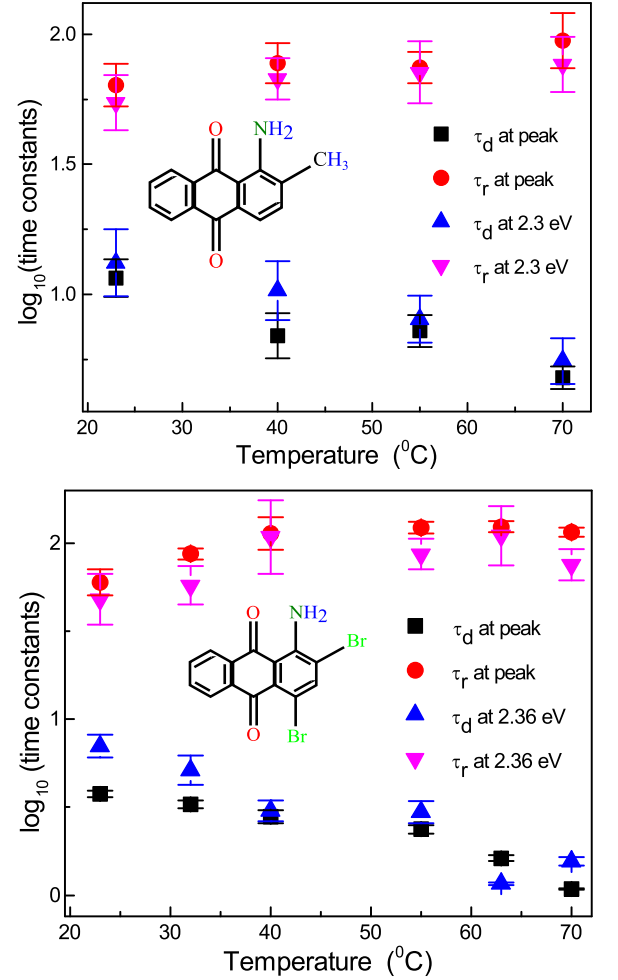 2.0
1.5
1.0
log10(time constants)
O
NH2
CH3
O
τd at peak
τr at peak
τd at 2.3 eV
τr at 2.3 eV
20 30 40 50 60 70
Temperature (⁰C)
2
1
0
log10 (time constants)
O
NH2
Br
O
Br
τd at peak
τr at peak
τd at 2.36 eV
τr at 2.36 eV
20 30 40 50 60 70
Temperature (⁰C)